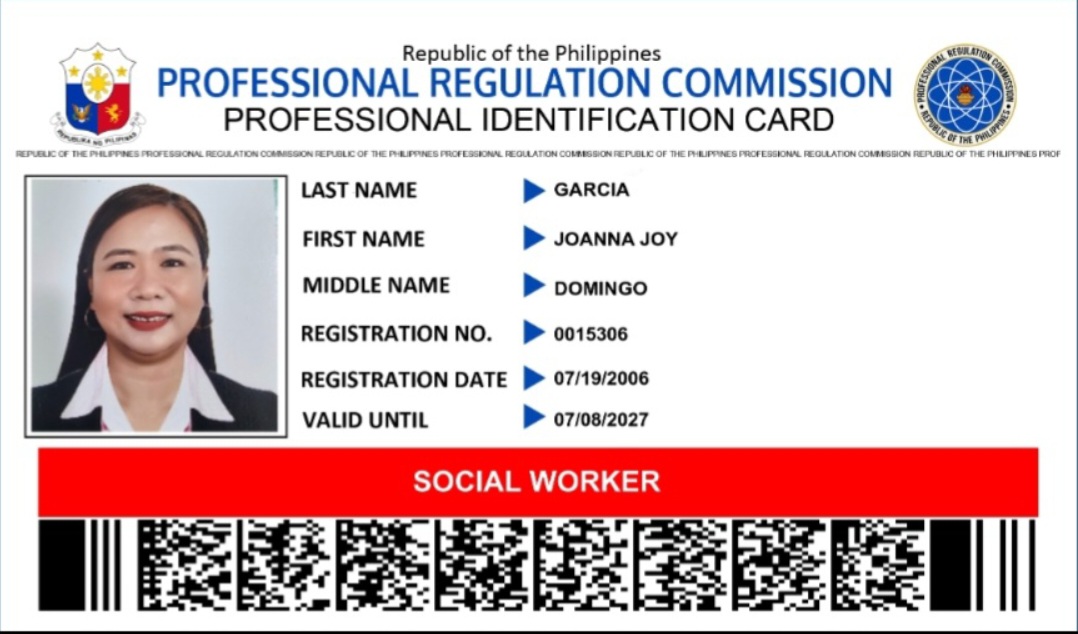 Republic of the Philippines
PROFESSIONAL REGULATION COMMISSION
PROFESSIONAL IDENTIFICATION CARD
REPUBLIKA NG PILIPINAS
PROFESSIONAL REGULATION COMMISSION
REPUBLIC OF THE PHILIPPINES
REPUBLIC OF THE PHILIPPINES PROFESSIONAL REGULATION COMMISSION REPUBLIC OF THE PHILIPPINES PROFESSIONAL REGULATION COMMISSION REPUBLIC OF THE PHILIPPINES PROFESSIONAL REGULATION COMMISSION REPUBLIC OF THE PHILIPPINES PROF
LAST NAME GARCIA
FIRST NAME JOANNA JOY
MIDDLE NAME DOMINGO
REGISTRATION NO. 0015306
REGISTRATION DATE 07/19/2006
VALID UNTIL 07/08/2027
SOCIAL WORKER